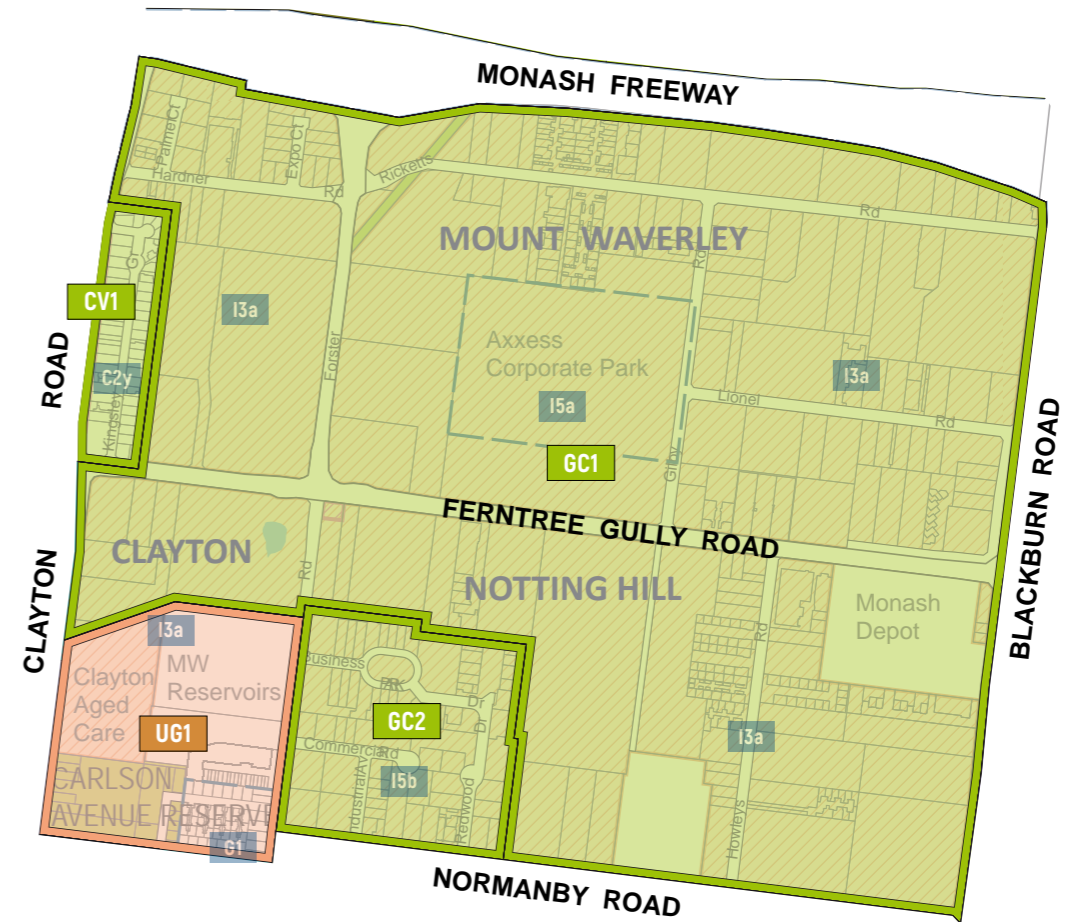 MONASH FREEWAY
Palmer Ct
Expo Ct
Hardner
Rd
Ricketts
Rd
MOUNT WAVERLEY
Rd
Gr
CV1
I3a
Forster
Axxess
Corporate Park
I5a
I3a
C2y
Kingsley
ROAD
Lionel
Rd
GC1
Gilby
BLACKBURN ROAD
FERNTREE GULLY ROAD
CLAYTON
Rd
NOTTING HILL
CLAYTON
Monash
Depot
Rd
I3a
Clayton
Aged
Care
MW
Reservoirs
UG1
Business
Dr
Dr
GC2
Commercial
Rd
I5b
Industrial Av
Redwood
I3a
CARLSON
AVENUE RESERVE
G1
Howleys
NORMANBY ROAD